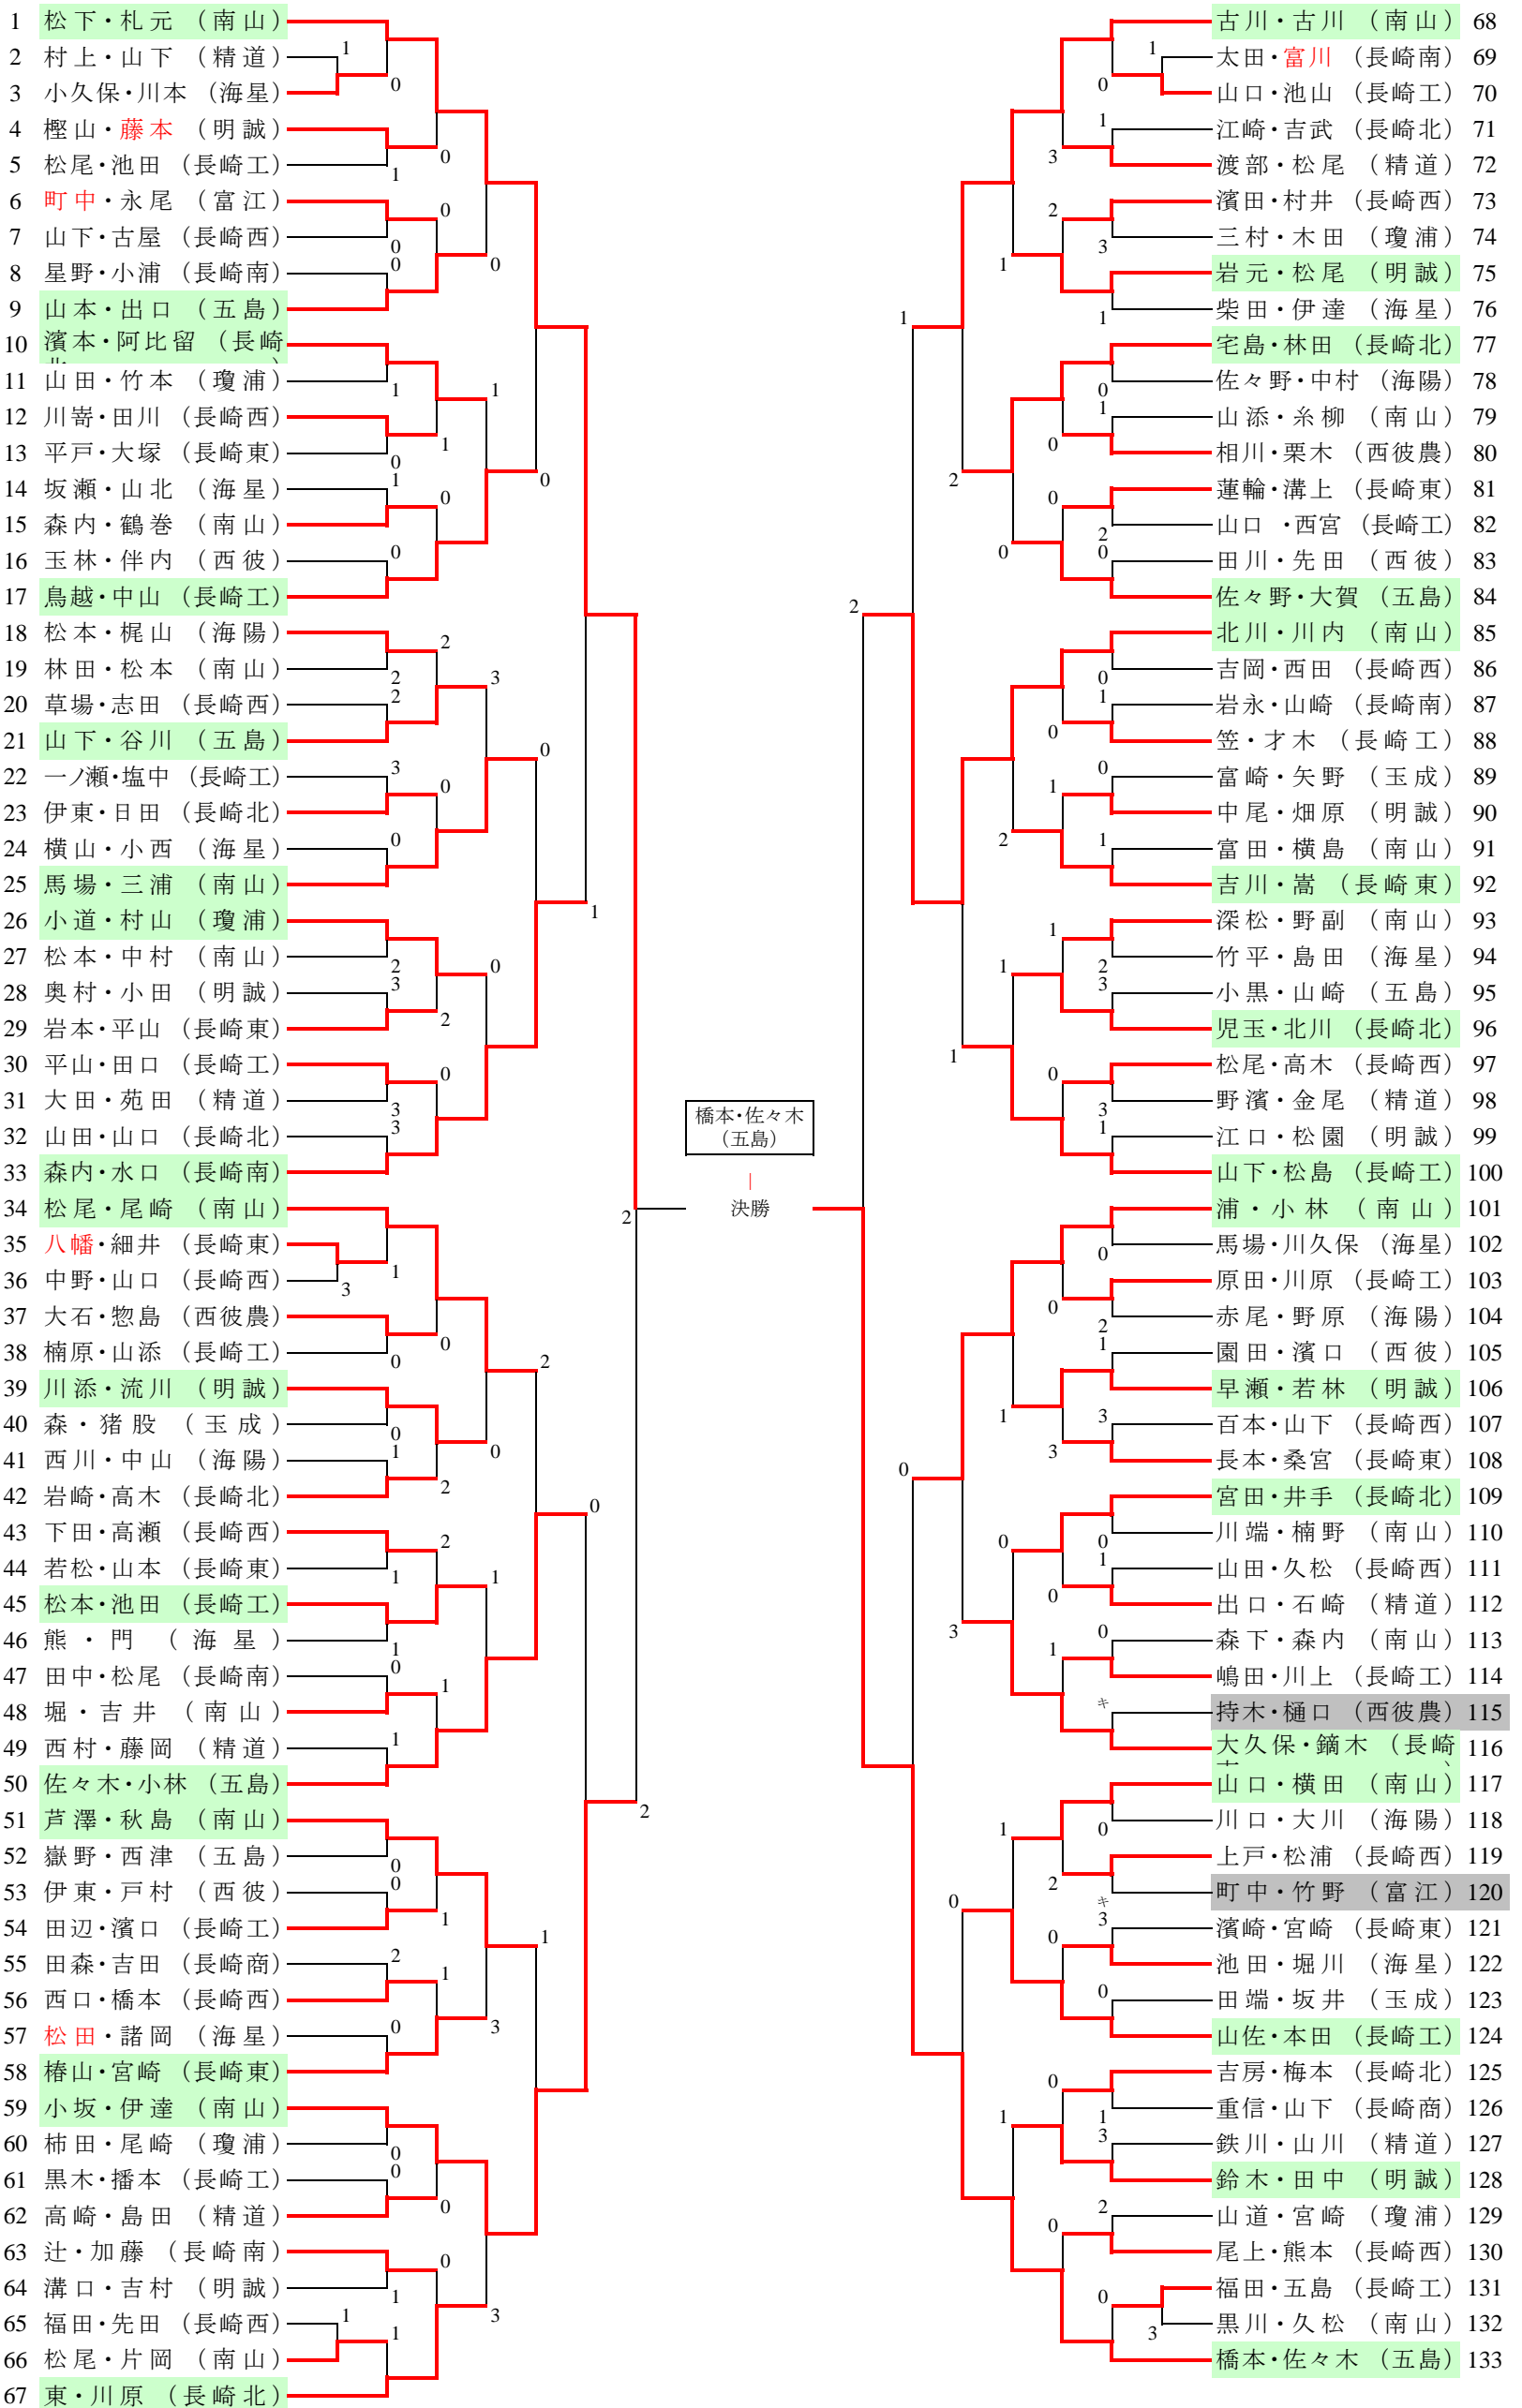 1 松下・札元 (南山)
2 村上・山下 (精道)
3 小久保・川本 (海星)
4 樫山・藤本 (明誠)
5 松尾・池田 (長崎工)
6 町中・永尾 (富江)
7 山下・古屋 (長崎西)
8 星野・小浦 (長崎南)
9 山本・出口 (五島)
10 濱本・阿比留 (長崎
11 山田・竹本 (瓊浦)
12 川嵜・田川 (長崎西)
13 平戸・大塚 (長崎東)
14 坂瀬・山北 (海星)
15 森内・鶴巻 (南山)
16 玉林・伴内 (西彼)
17 鳥越・中山 (長崎工)
18 松本・梶山 (海陽)
19 林田・松本 (南山)
20 草場・志田 (長崎西)
21 山下・谷川 (五島)
22 一ノ瀬・塩中 (長崎工)
23 伊東・日田 (長崎北)
24 横山・小西 (海星)
25 馬場・三浦 (南山)
26 小道・村山 (瓊浦)
27 松本・中村 (南山)
28 奥村・小田 (明誠)
29 岩本・平山 (長崎東)
30 平山・田口 (長崎工)
31 大田・苑田 (精道)
32 山田・山口 (長崎北)
33 森内・水口 (長崎南)
34 松尾・尾崎 (南山)
35 八幡・細井 (長崎東)
36 中野・山口 (長崎西)
37 大石・惣島 (西彼農)
38 楠原・山添 (長崎工)
39 川添・流川 (明誠)
40 森・猪股 (玉成)
41 西川・中山 (海陽)
42 岩崎・高木 (長崎北)
43 下田・高瀬 (長崎西)
44 若松・山本 (長崎東)
45 松本・池田 (長崎工)
46 熊・門 (海星)
47 田中・松尾 (長崎南)
48 堀・吉井 (南山)
49 西村・藤岡 (精道)
50 佐々木・小林 (五島)
51 芦澤・秋島 (南山)
52 嶽野・西津 (五島)
53 伊東・戸村 (西彼)
54 田辺・濱口 (長崎工)
55 田森・吉田 (長崎商)
56 西口・橋本 (長崎西)
57 松田・諸岡 (海星)
58 椿山・宮崎 (長崎東)
59 小坂・伊達 (南山)
60 柿田・尾崎 (瓊浦)
61 黒木・播本 (長崎工)
62 高崎・島田 (精道)
63 辻・加藤 (長崎南)
64 溝口・吉村 (明誠)
65 福田・先田 (長崎西)
66 松尾・片岡 (南山)
67 東・川原 (長崎北)
橋本・佐々木
(五島)
決勝
古川・古川 (南山) 68
太田・富川 (長崎南) 69
山口・池山 (長崎工) 70
江崎・吉武 (長崎北) 71
渡部・松尾 (精道) 72
濱田・村井 (長崎西) 73
三村・木田 (瓊浦) 74
岩元・松尾 (明誠) 75
柴田・伊達 (海星) 76
宅島・林田 (長崎北) 77
佐々野・中村 (海陽) 78
山添・糸柳 (南山) 79
相川・栗木 (西彼農) 80
蓮輪・溝上 (長崎東) 81
山口・西宮 (長崎工) 82
田川・先田 (西彼) 83
佐々野・大賀 (五島) 84
北川・川内 (南山) 85
吉岡・西田 (長崎西) 86
岩永・山崎 (長崎南) 87
笠・才木 (長崎工) 88
富崎・矢野 (玉成) 89
中尾・畑原 (明誠) 90
富田・横島 (南山) 91
吉川・嵩 (長崎東) 92
深松・野副 (南山) 93
竹平・島田 (海星) 94
小黒・山崎 (五島) 95
児玉・北川 (長崎北) 96
松尾・高木 (長崎西) 97
野濱・金尾 (精道) 98
江口・松園 (明誠) 99
山下・松島 (長崎工) 100
浦・小林 (南山) 101
馬場・川久保 (海星) 102
原田・川原 (長崎工) 103
赤尾・野原 (海陽) 104
園田・濱口 (西彼) 105
早瀬・若林 (明誠) 106
百本・山下 (長崎西) 107
長本・桑宮 (長崎東) 108
宮田・井手 (長崎北) 109
川端・楠野 (南山) 110
山田・久松 (長崎西) 111
出口・石崎 (精道) 112
森下・森内 (南山) 113
嶋田・川上 (長崎工) 114
キ 持木・樋口 (西彼農) 115
大久保・鏑木 (長崎 116
山口・横田 (南山) 117
川口・大川 (海陽) 118
上戸・松浦 (長崎西) 119
キ 町中・竹野 (富江) 120
濱崎・宮崎 (長崎東) 121
池田・堀川 (海星) 122
田端・坂井 (玉成) 123
山佐・本田 (長崎工) 124
吉房・梅本 (長崎北) 125
重信・山下 (長崎商) 126
鉄川・山川 (精道) 127
鈴木・田中 (明誠) 128
山道・宮崎 (瓊浦) 129
尾上・熊本 (長崎西) 130
福田・五島 (長崎工) 131
黒川・久松 (南山) 132
橋本・佐々木 (五島) 133